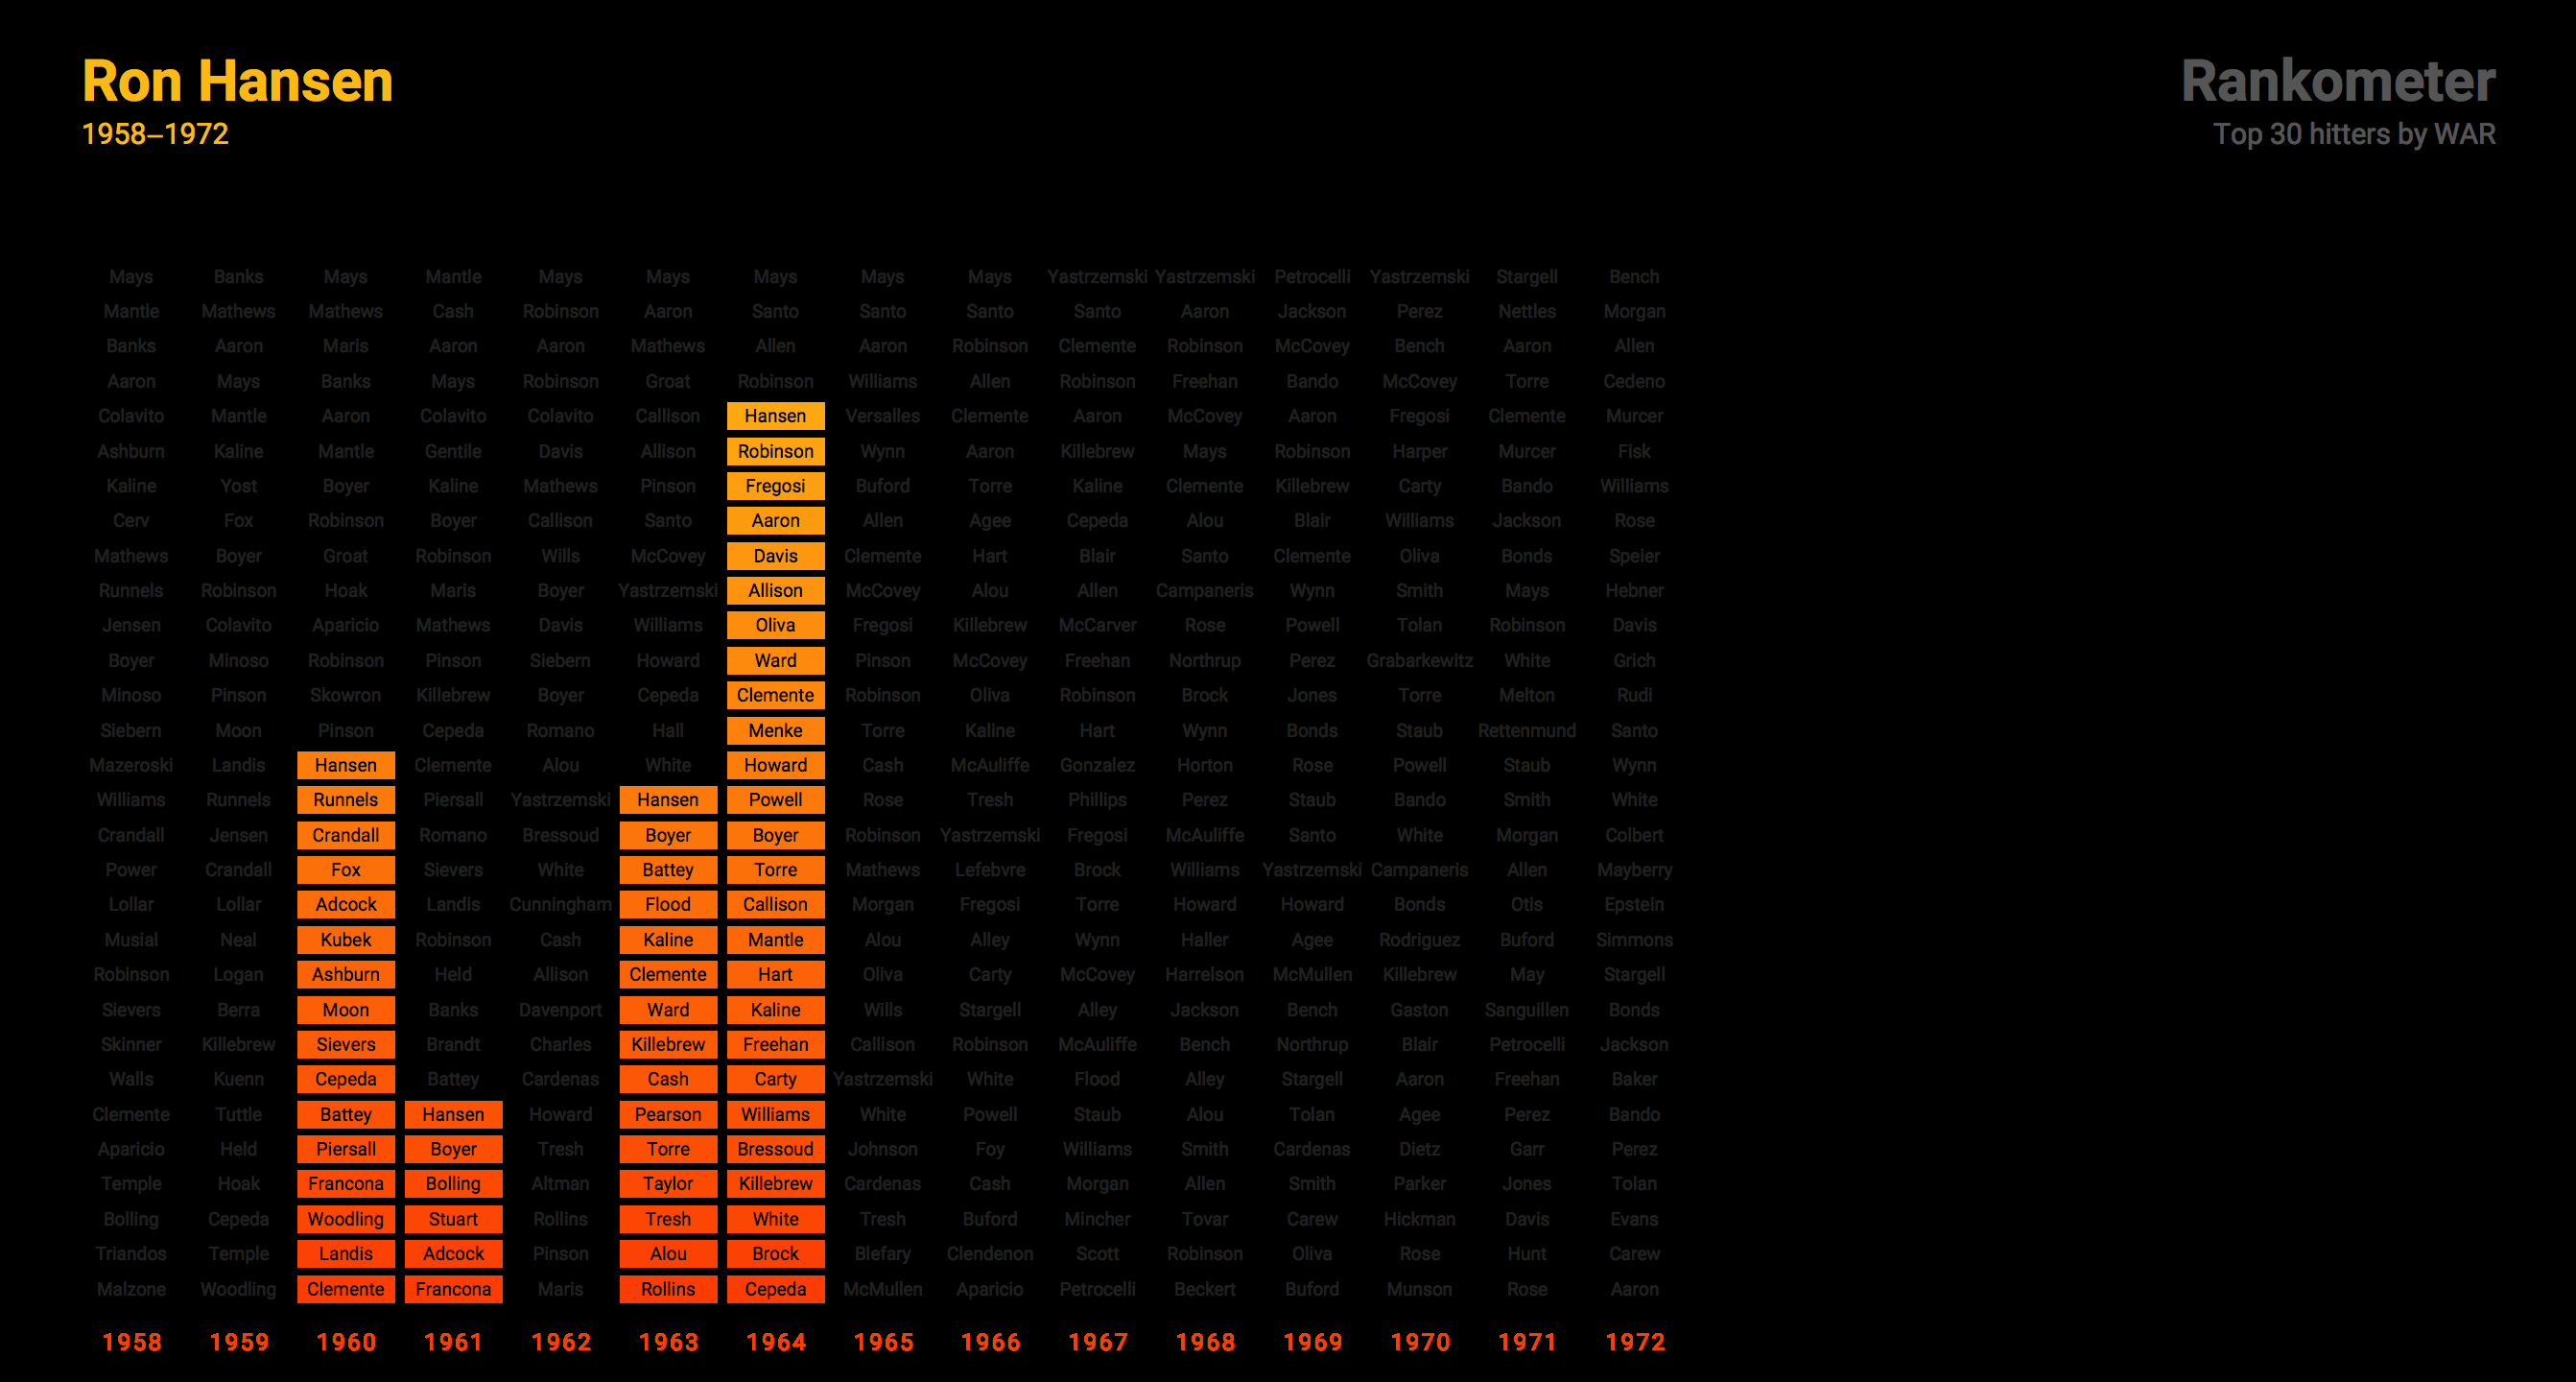 Ron Hansen
1958–1972
Rankometer
Top 30 hitters by WAR
Mays Banks Mays Mantle Mays Mays Mays Mays Mays Yastrzemski Yastrzemski Petrocelli Yastrzemski Stargell Bench
Mantle Mathews Mathews Cash Robinson Aaron Santo Santo Santo Santo Aaron Jackson Perez Nettles Morgan
Banks Aaron Maris Aaron Aaron Mathews Allen Aaron Robinson Clemente Robinson McCovey Bench Aaron Allen
Aaron Mays Banks Mays Robinson Groat Robinson Williams Allen Robinson Freehan Bando McCovey Torre Cedeno
Colavito Mantle Aaron Colavito Colavito Callison Hansen Versalles Clemente Aaron McCovey Aaron Fregosi Clemente Murcer
Ashburn Kaline Mantle Gentile Davis Allison Robinson Wynn Aaron Killebrew Mays Robinson Harper Murcer Fisk
Kaline Yost Boyer Kaline Mathews Pinson Fregosi Buford Torre Kaline Clemente Killebrew Carty Bando Williams
Cerv Fox Robinson Boyer Callison Santo Aaron Allen Agee Cepeda Alou Blair Williams Jackson Rose
Mathews Boyer Groat Robinson Wills McCovey Davis Clemente Hart Blair Santo Clemente Oliva Bonds Speier
Runnels Robinson Hoak Maris Boyer Yastrzemski Allison McCovey Alou Allen Campaneris Wynn Smith Mays Hebner
Jensen Colavito Aparicio Mathews Davis Williams Oliva Fregosi Killebrew McCarver Rose Powell Tolan Robinson Davis
Boyer Minoso Robinson Pinson Siebern Howard Ward Pinson McCovey Freehan Northrup Perez Grabarkewitz White Grich
Minoso Pinson Skowron Killebrew Boyer Cepeda Clemente Robinson Oliva Robinson Brock Jones Torre Melton Rudi
Siebern Moon Pinson Cepeda Romano Hall Menke Torre Kaline Hart Wynn Bonds Staub Rettenmund Santo
Mazeroski Landis Hansen Clemente Alou White Howard Cash McAuliffe Gonzalez Horton Rose Powell Staub Wynn
Williams Runnels Runnels Piersall Yastrzemski Hansen Powell Rose Tresh Phillips Perez Staub Bando Smith White
Crandall Jensen Crandall Romano Bressoud Boyer Boyer Robinson Yastrzemski Fregosi McAuliffe Santo White Morgan Colbert
Power Crandall Fox Sievers White Battey Torre Mathews Lefebvre Brock Williams Yastrzemski Campaneris Allen Mayberry
Lollar Lollar Adcock Landis Cunningham Flood Callison Morgan Fregosi Torre Howard Howard Bonds Otis Epstein
Musial Neal Kubek Robinson Cash Kaline Mantle Alou Alley Wynn Haller Agee Rodriguez Buford Simmons
Robinson Logan Ashburn Held Allison Clemente Hart Oliva Carty McCovey Harrelson McMullen Killebrew May Stargell
Sievers Berra Moon Banks Davenport Ward Kaline Wills Stargell Alley Jackson Bench Gaston Sanguillen Bonds
Skinner Killebrew Sievers Brandt Charles Killebrew Freehan Callison Robinson McAuliffe Bench Northrup Blair Petrocelli Jackson
Walls Kuenn Cepeda Battey Cardenas Cash Carty Yastrzemski White Flood Alley Stargell Aaron Freehan Baker
Clemente Tuttle Battey Hansen Howard Pearson Williams White Powell Staub Alou Tolan Agee Perez Bando
Aparicio Held Piersall Boyer Tresh Torre Bressoud Johnson Foy Williams Smith Cardenas Dietz Garr Perez
Temple Hoak Francona Bolling Altman Taylor Killebrew Cardenas Cash Morgan Allen Smith Parker Jones Tolan
Bolling Cepeda Woodling Stuart Rollins Tresh White Tresh Buford Mincher Tovar Carew Hickman Davis Evans
Triandos Temple Landis Adcock Pinson Alou Brock Blefary Clendenon Scott Robinson Oliva Rose Hunt Carew
Malzone Woodling Clemente Francona Maris Rollins Cepeda McMullen Aparicio Petrocelli Beckert Buford Munson Rose Aaron
1958 1959 1960 1961 1962 1963 1964 1965 1966 1967 1968 1969 1970 1971 1972